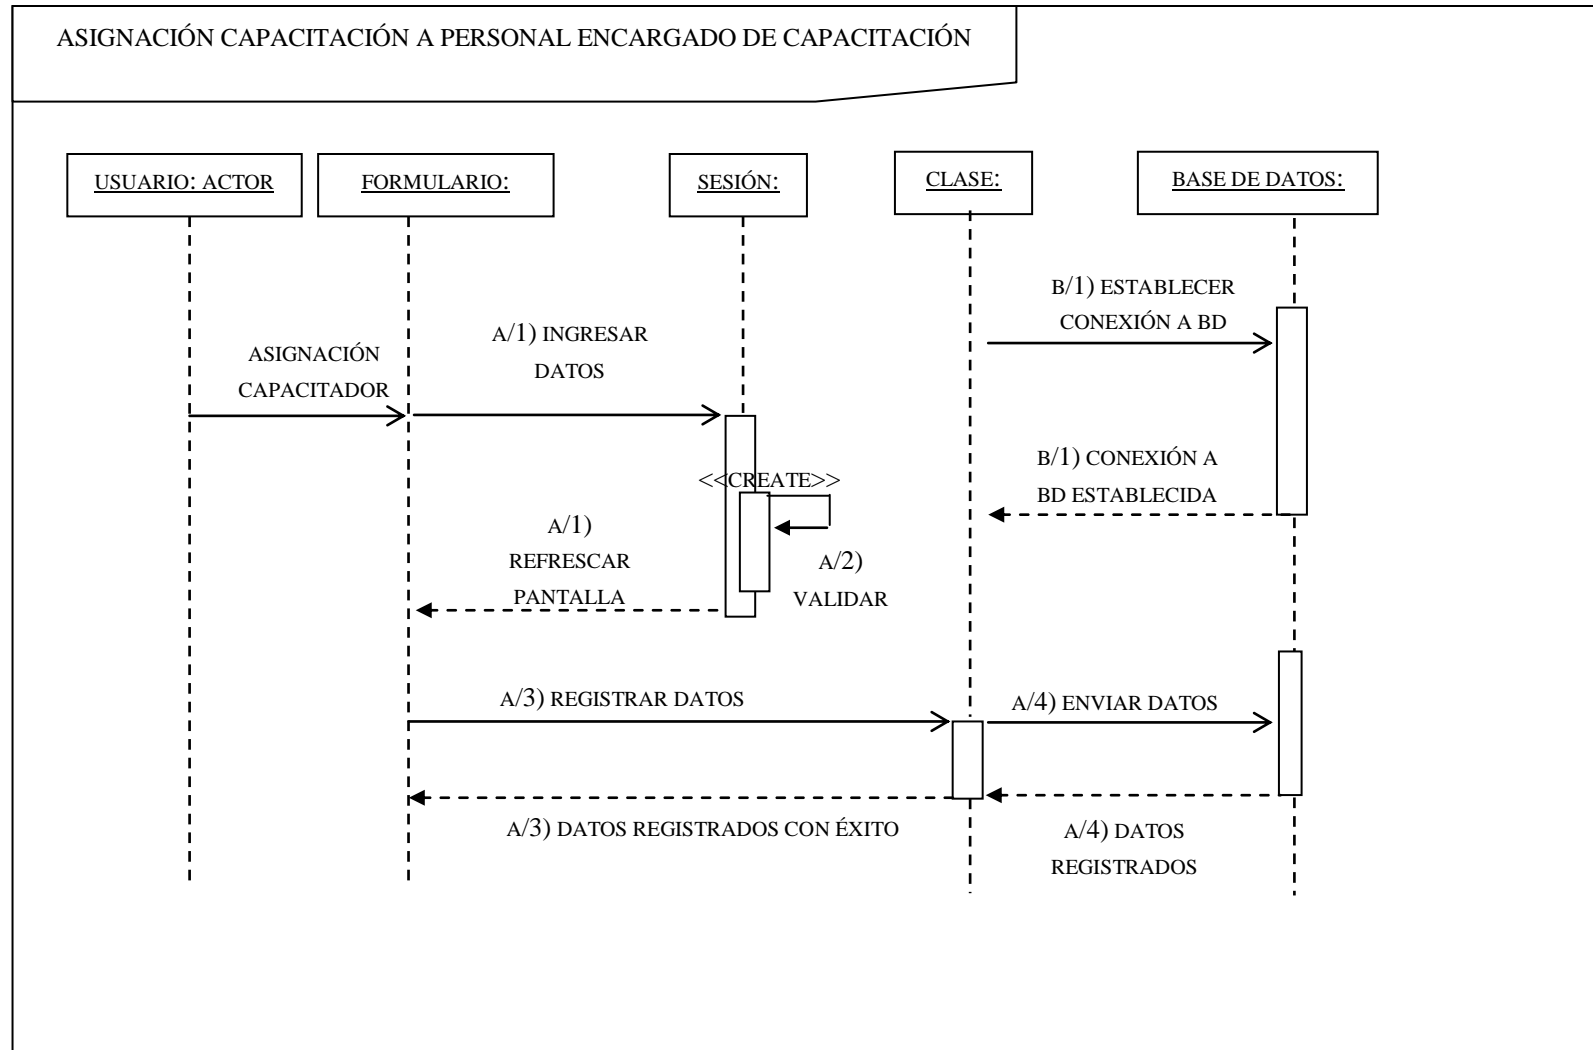 ASIGNACIÓN CAPACITACIÓN A PERSONAL ENCARGADO DE CAPACITACIÓN
USUARIO: ACTOR
FORMULARIO:
SESIÓN:
CLASE:
BASE DE DATOS:
B/1) ESTABLECER
CONEXIÓN A BD
A/1) INGRESAR
DATOS
ASIGNACIÓN
CAPACITADOR
B/1) CONEXIÓN A
BD ESTABLECIDA
<<CREATE>>
A/1)
REFRESCAR
PANTALLA
A/2)
VALIDAR
A/3) REGISTRAR DATOS
A/4) ENVIAR DATOS
A/3) DATOS REGISTRADOS CON ÉXITO
A/4) DATOS
REGISTRADOS